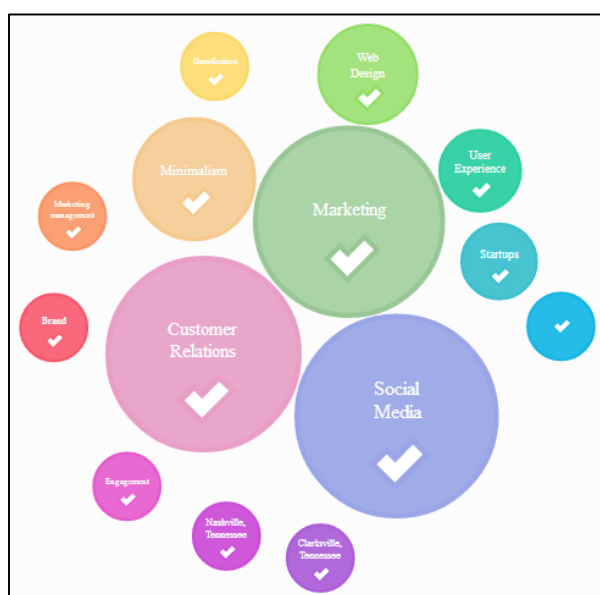 Gamification
Web
Design
Minimalism
User
Experience
Marketing
management
Marketing
Startups
Brand
Customer
Relations
Social
Media
Engagement
Nashville,
Tennessee
Clarksville,
Tennessee